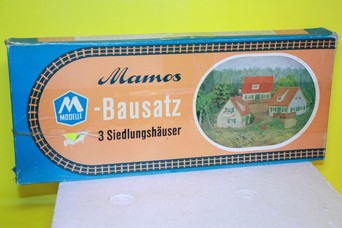 Mamos
M
MODELLE
-Bausatz
3 Siedlungshäuser